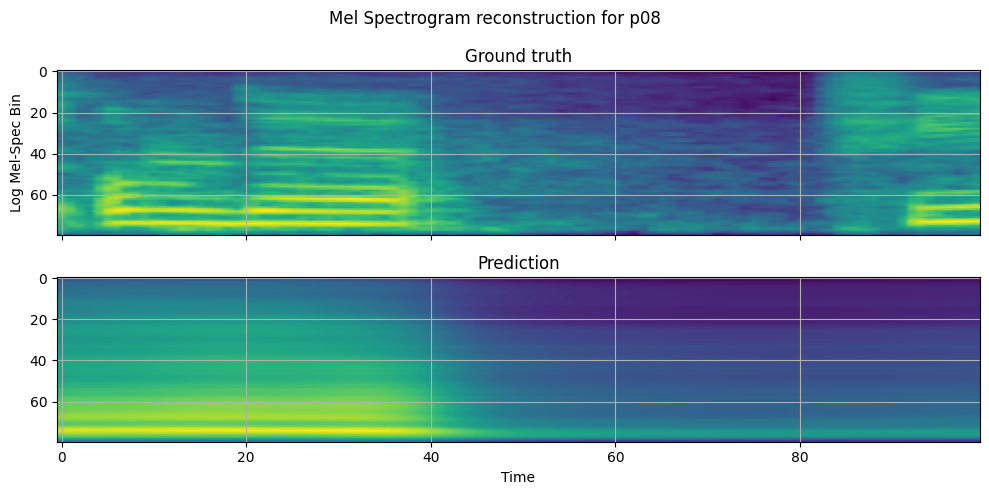 Mel Spectrogram reconstruction for p08
Ground truth
0
20
40
60
Log Mel-Spec Bin
Prediction
0
20
40
60
0 20 40 60 80
Time